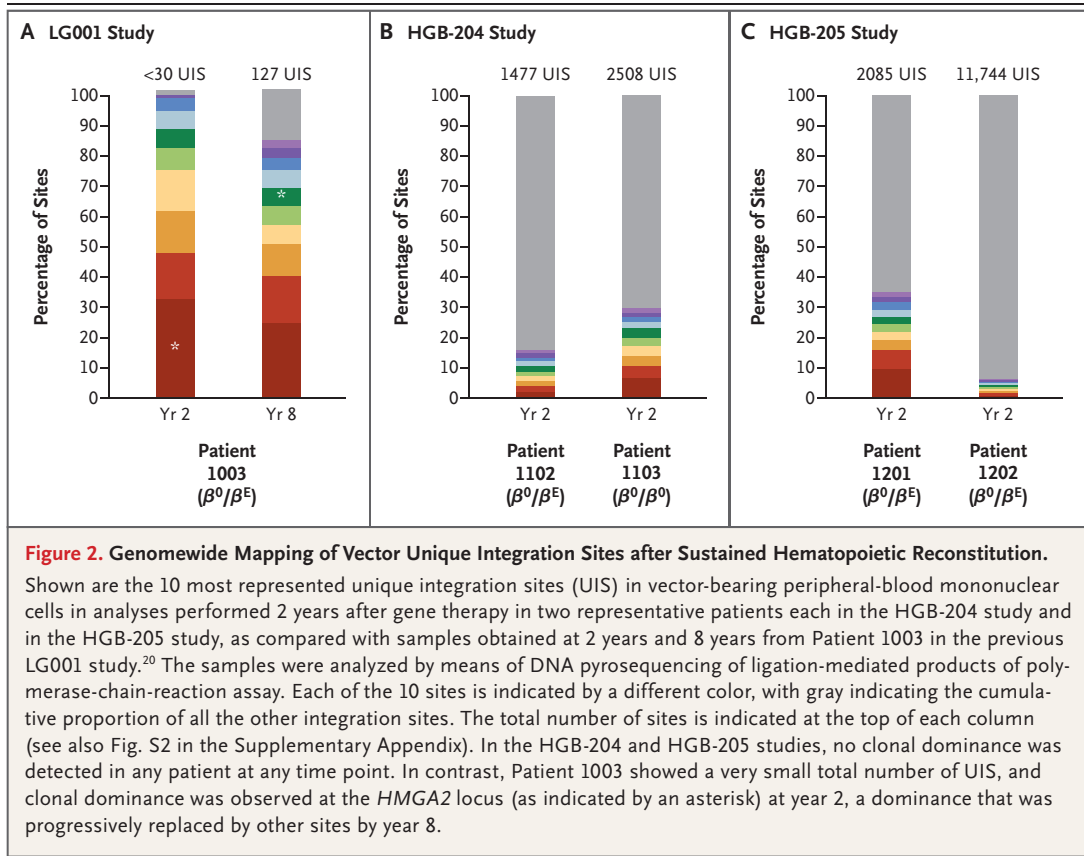 A LG001 Study
<30 UIS 127 UIS
Percentage of Sites
100
90
80
70
60
50
40
30
20
10
0
*
*
Yr 2 Yr 8
Patient
1003
(β⁰/βᴱ)
B HGB-204 Study
1477 UIS 2508 UIS
Percentage of Sites
100
90
80
70
60
50
40
30
20
10
0
Yr 2 Yr 2
Patient Patient
1102 1103
(β⁰/βᴱ) (β⁰/β⁰)
C HGB-205 Study
2085 UIS 11,744 UIS
Percentage of Sites
100
90
80
70
60
50
40
30
20
10
0
Yr 2 Yr 2
Patient Patient
1201 1202
(β⁰/βᴱ) (β⁰/βᴱ)
Figure 2. Genomewide Mapping of Vector Unique Integration Sites after Sustained Hematopoietic Reconstitution.
Shown are the 10 most represented unique integration sites (UIS) in vector-bearing peripheral-blood mononuclear
cells in analyses performed 2 years after gene therapy in two representative patients each in the HGB-204 study and
in the HGB-205 study, as compared with samples obtained at 2 years and 8 years from Patient 1003 in the previous
LG001 study.²⁰ The samples were analyzed by means of DNA pyrosequencing of ligation-mediated products of poly-
merase-chain-reaction assay. Each of the 10 sites is indicated by a different color, with gray indicating the cumula-
tive proportion of all the other integration sites. The total number of sites is indicated at the top of each column
(see also Fig. S2 in the Supplementary Appendix). In the HGB-204 and HGB-205 studies, no clonal dominance was
detected in any patient at any time point. In contrast, Patient 1003 showed a very small total number of UIS, and
clonal dominance was observed at the HMGA2 locus (as indicated by an asterisk) at year 2, a dominance that was
progressively replaced by other sites by year 8.